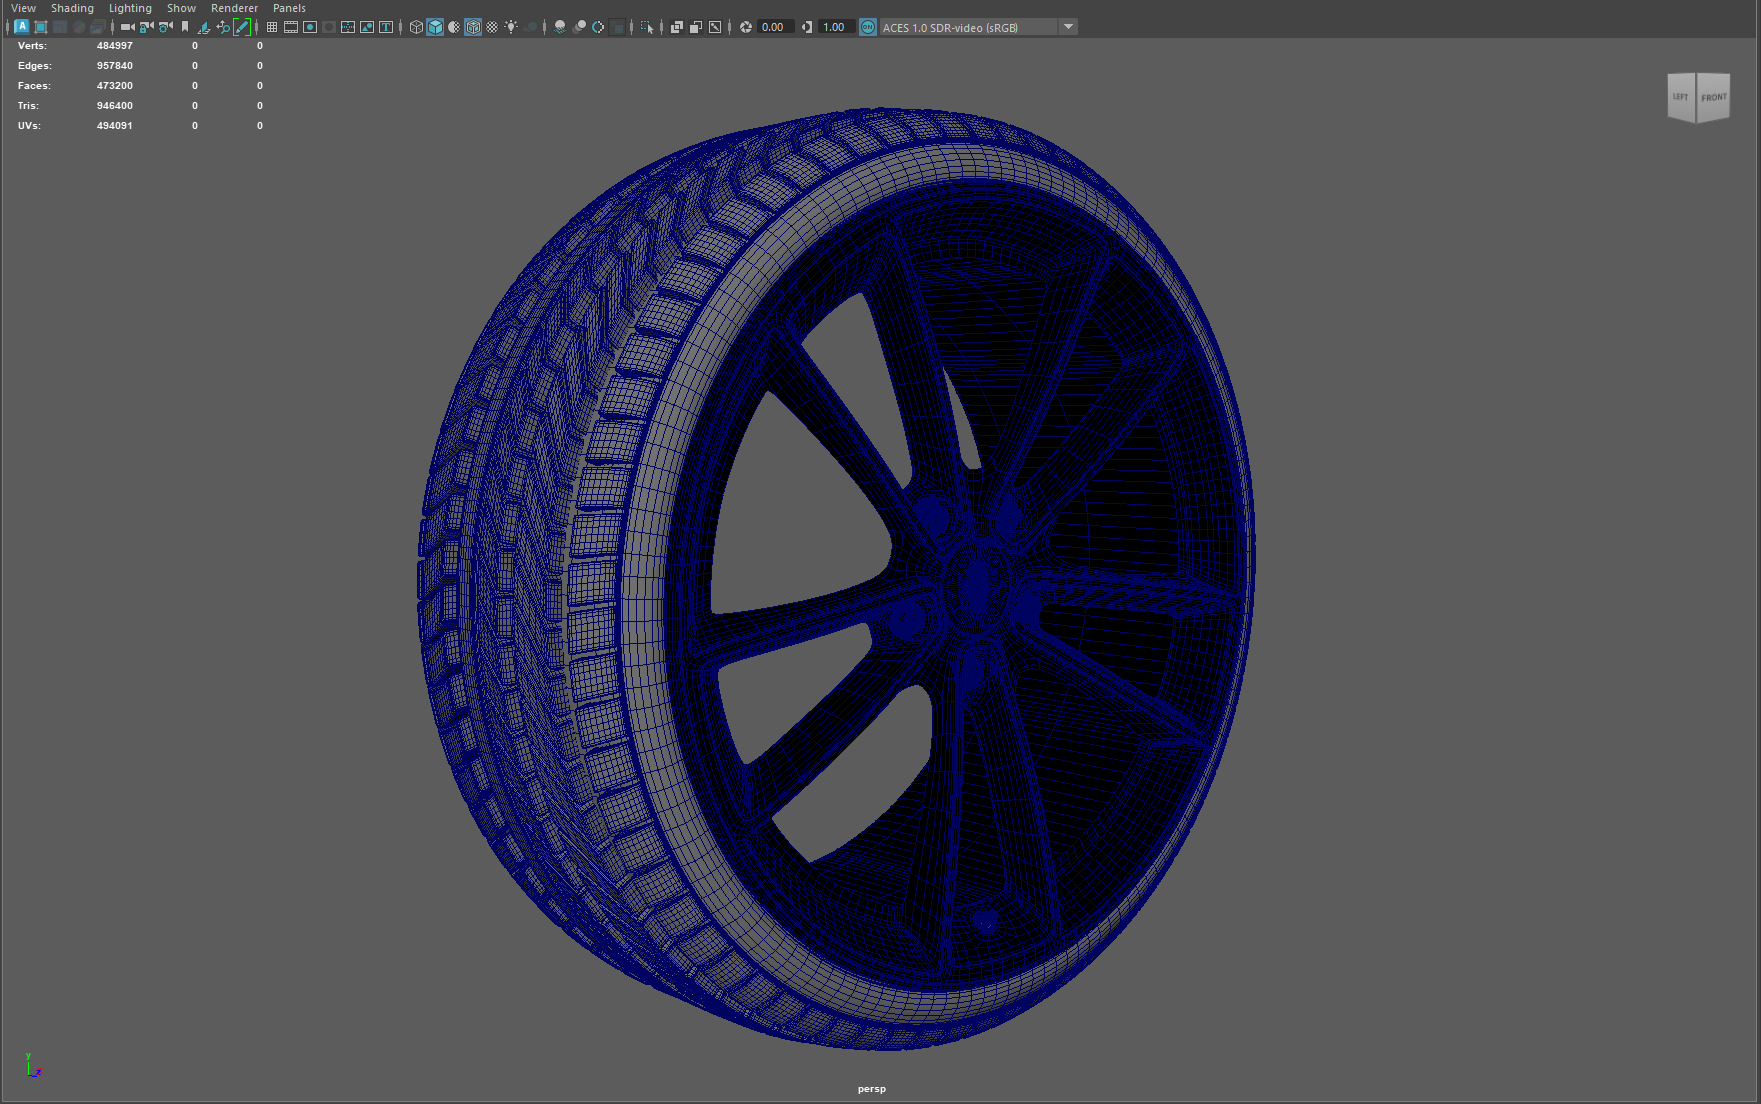 View Shading Lighting Show Renderer Panels
A T 0.00 1.00 ON ACES 1.0 SDR-video (sRGB)
Verts: 484997 0 0
Edges: 957840 0 0
Faces: 473200 0 0
Tris: 946400 0 0
UVs: 494091 0 0
LEFT FRONT
y
z
persp